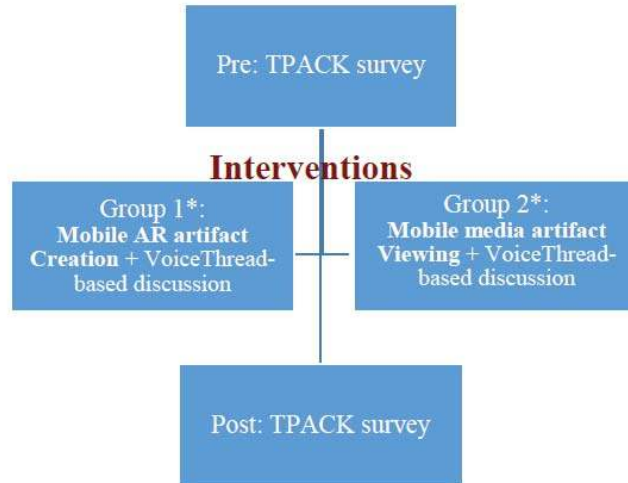 Pre: TPACK survey
Interventions
Group 1*:
Mobile AR artifact
Creation + VoiceThread-
based discussion
Group 2*:
Mobile media artifact
Viewing + VoiceThread-
based discussion
Post: TPACK survey